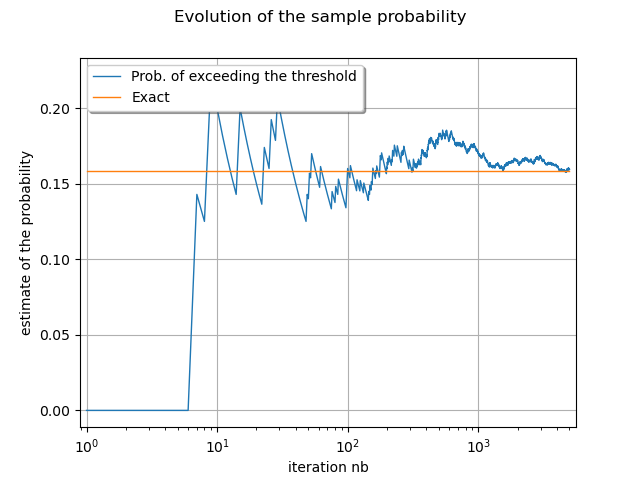 Evolution of the sample probability
Prob. of exceeding the threshold
Exact
0.20
0.15
0.10
0.05
0.00
estimate of the probability
10^0
10^1
10^2
10^3
iteration nb